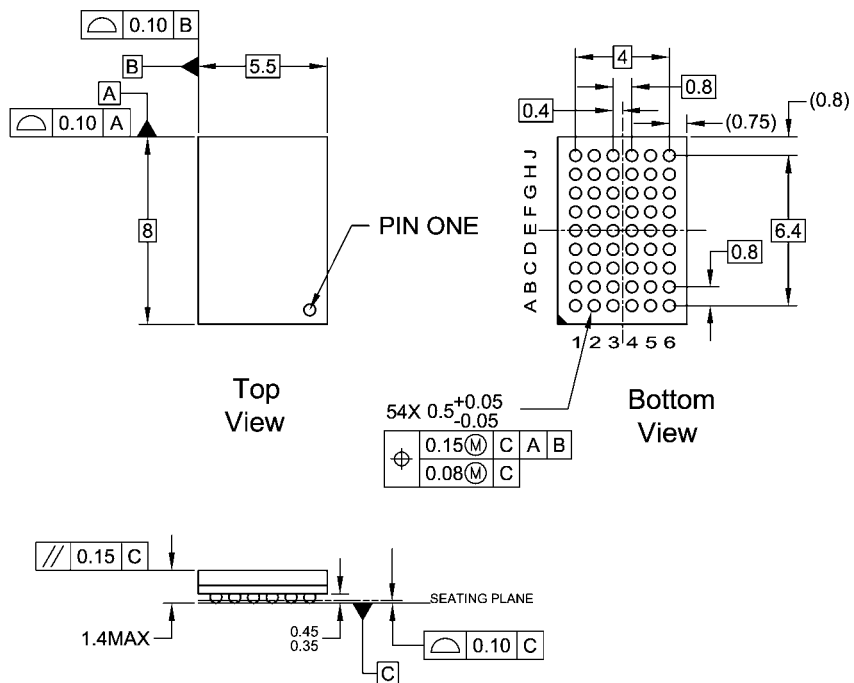 ⌓ 0.10 B
B
5.5
A
⌓ 0.10 A
8
PIN ONE
Top
View
4
0.8
0.4
(0.75)
(0.8)
J
H
G
F
E
D
C
B
A
6.4
0.8
1 2 3 4 5 6
54X 0.5 +0.05
-0.05
⌖ 0.15 Ⓜ C A B
0.08 Ⓜ C
Bottom
View
// 0.15 C
1.4MAX
0.45
0.35
SEATING PLANE
⌓ 0.10 C
C